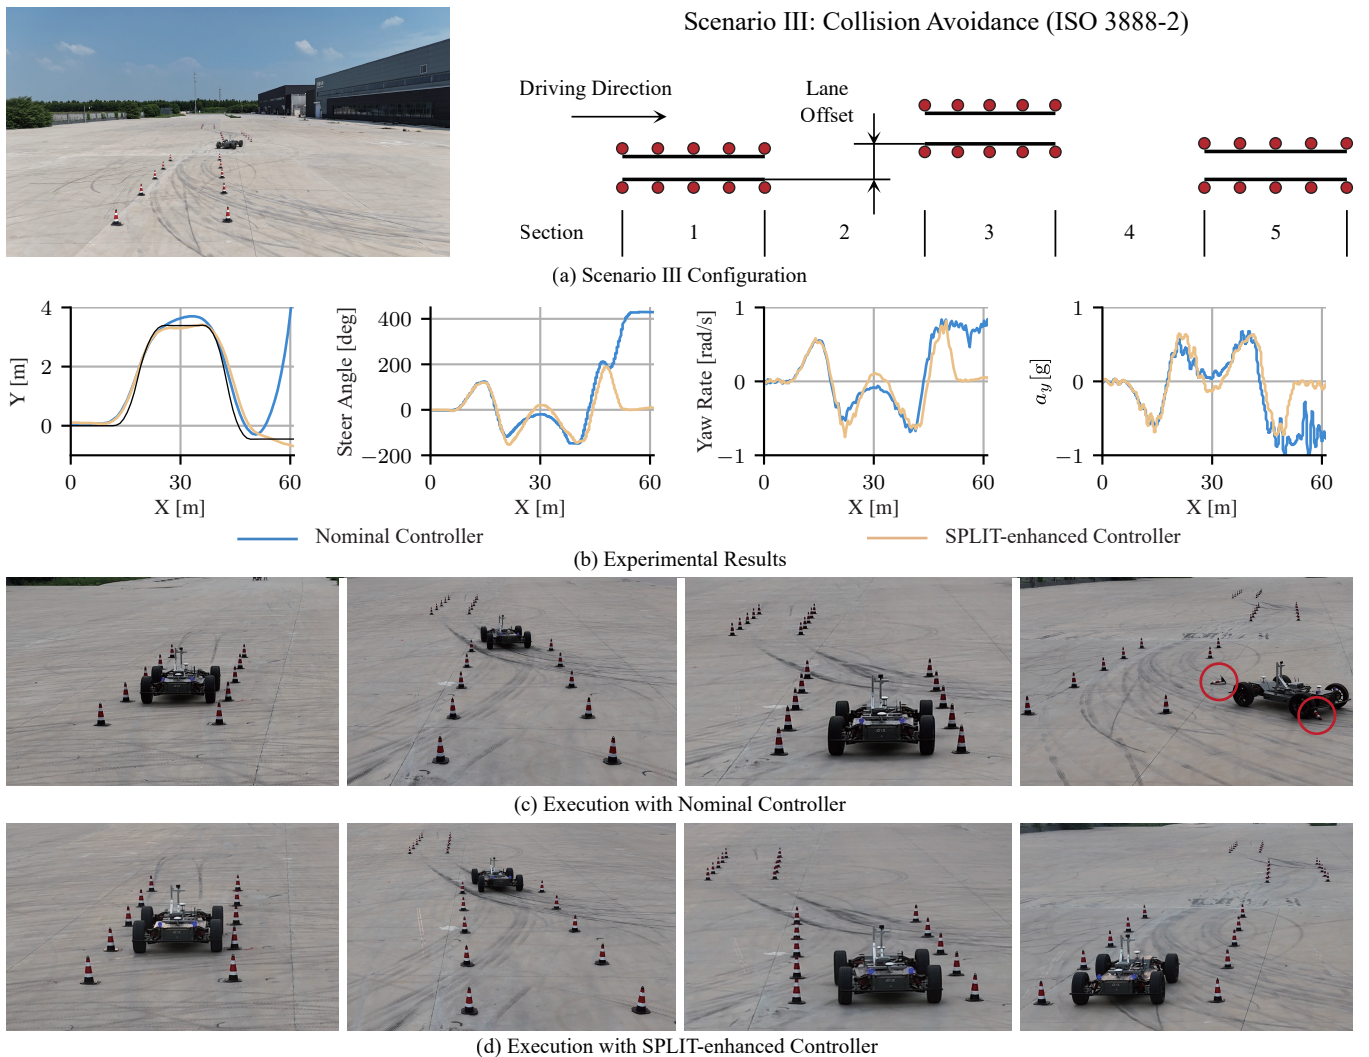 Scenario III: Collision Avoidance (ISO 3888-2)
Driving Direction
Lane
Offset
Section
1
2
3
4
5
(a) Scenario III Configuration
Y [m]
4
2
0
0
30
60
X [m]
Steer Angle [deg]
400
200
0
−200
0
30
60
X [m]
Yaw Rate [rad/s]
1
0
−1
0
30
60
X [m]
a_y [g]
1
0
−1
0
30
60
X [m]
Nominal Controller
SPLIT-enhanced Controller
(b) Experimental Results
(c) Execution with Nominal Controller
(d) Execution with SPLIT-enhanced Controller